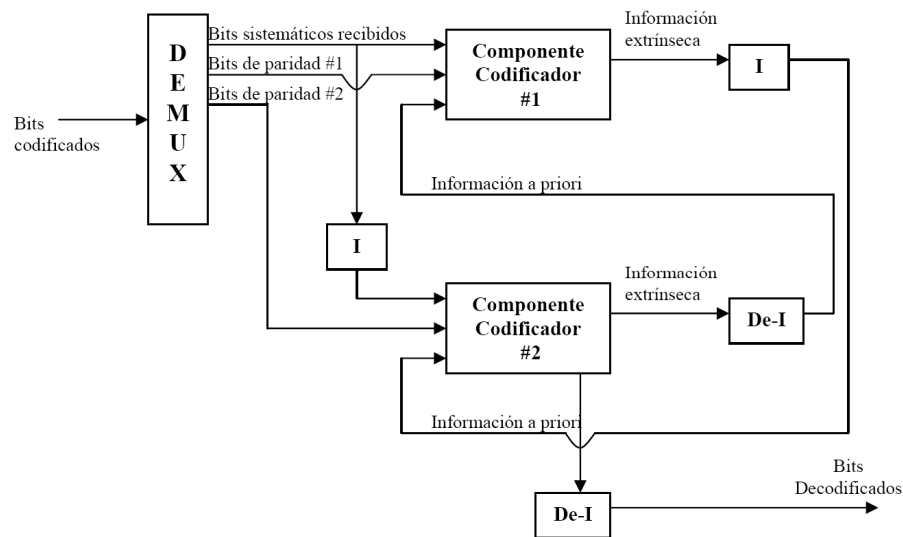 Bits sistemáticos recibidos
Bits de paridad #1
Bits de paridad #2
D
E
M
U
X
Bits
codificados
Componente
Codificador
#1
Información
extrínseca
I
Información a priori
I
Componente
Codificador
#2
Información
extrínseca
De-I
Información a priori
De-I
Bits
Decodificados